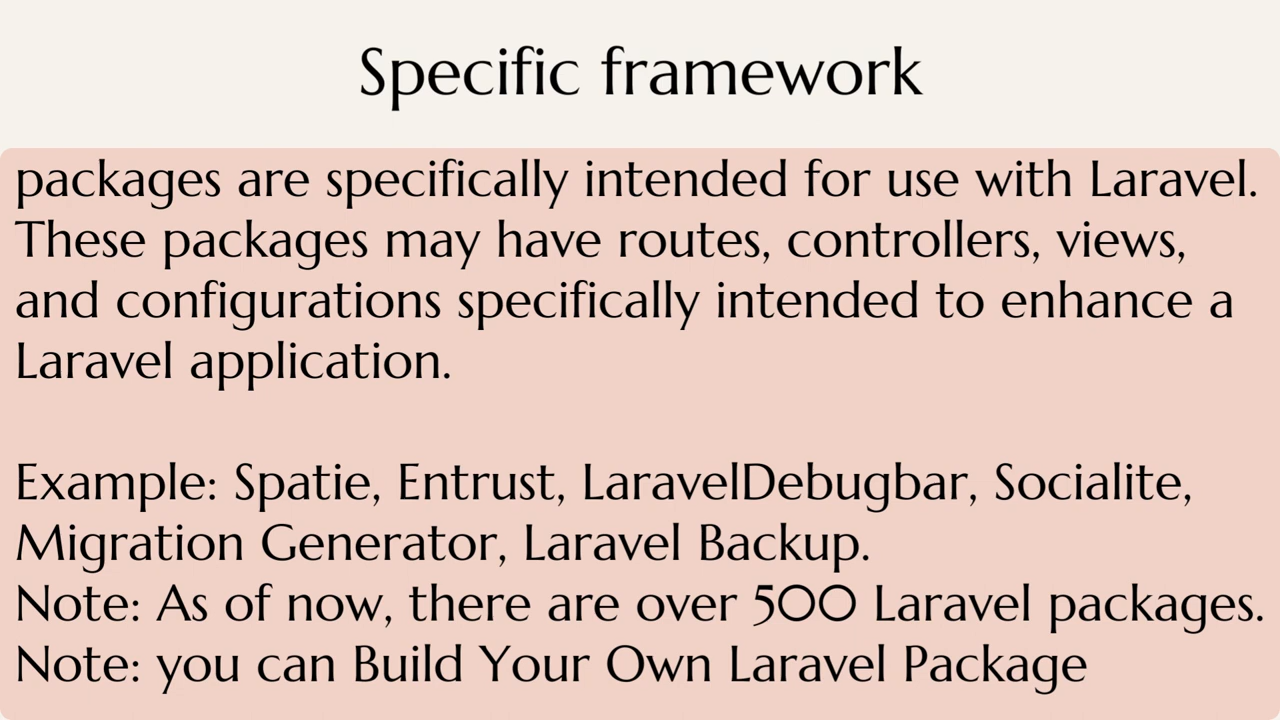 Specific framework
packages are specifically intended for use with Laravel.
These packages may have routes, controllers, views,
and configurations specifically intended to enhance a
Laravel application.
Example: Spatie, Entrust, LaravelDebugbar, Socialite,
Migration Generator, Laravel Backup.
Note: As of now, there are over 500 Laravel packages.
Note: you can Build Your Own Laravel Package